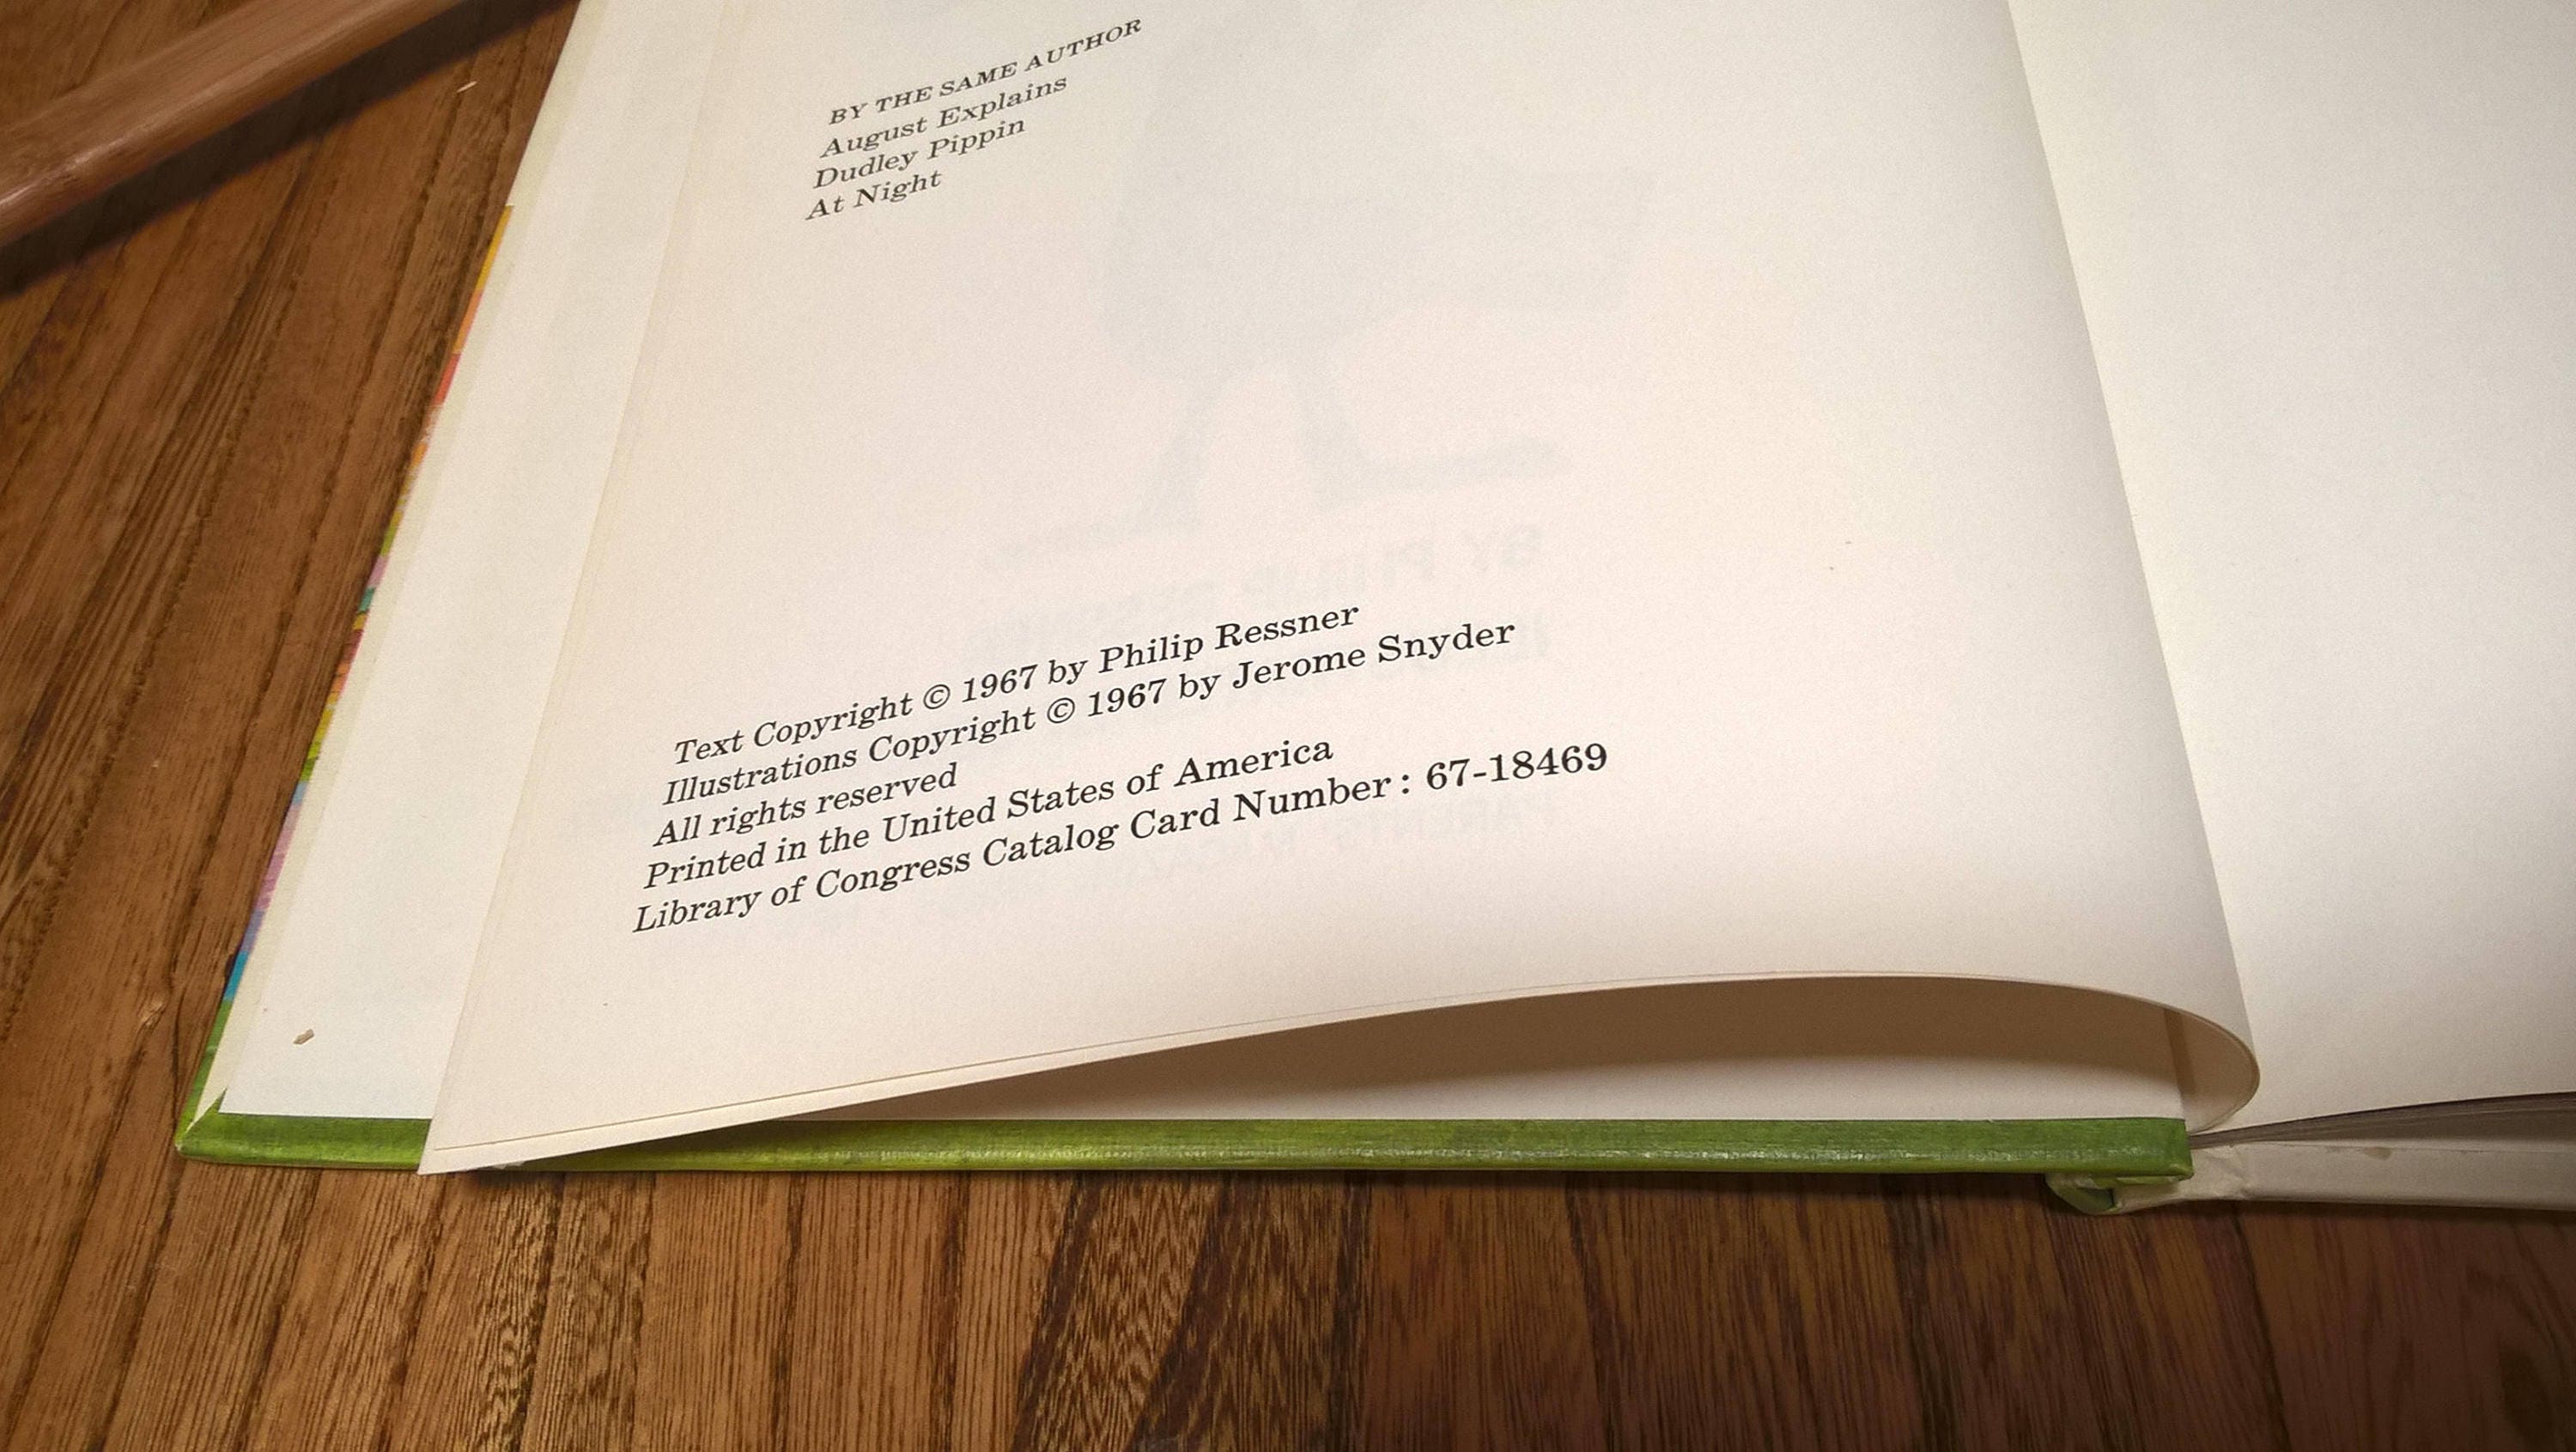 BY THE SAME AUTHOR
August Explains
Dudley Pippin
At Night
Text Copyright © 1967 by Philip Ressner
Illustrations Copyright © 1967 by Jerome Snyder
All rights reserved
Printed in the United States of America
Library of Congress Catalog Card Number: 67-18469